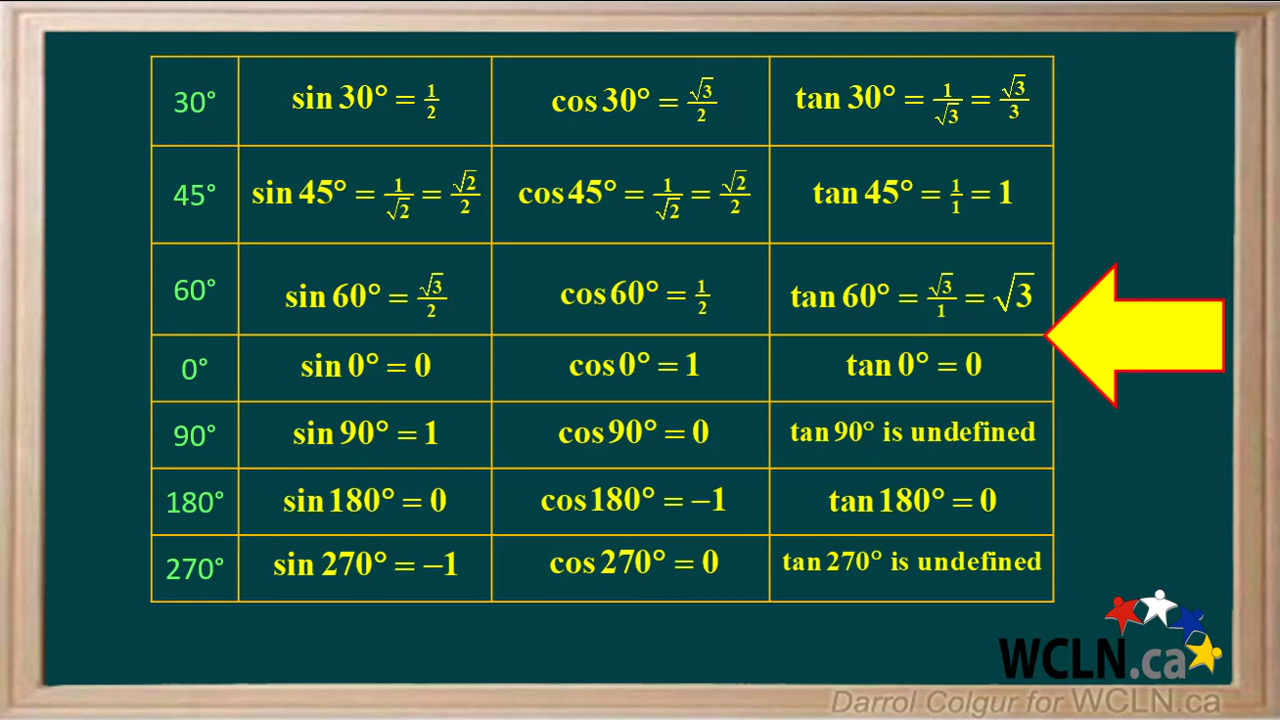 30° sin 30° = 1/2 cos 30° = √3/2 tan 30° = 1/√3 = √3/3
45° sin 45° = 1/√2 = √2/2 cos 45° = 1/√2 = √2/2 tan 45° = 1/1 = 1
60° sin 60° = √3/2 cos 60° = 1/2 tan 60° = √3/1 = √3
0° sin 0° = 0 cos 0° = 1 tan 0° = 0
90° sin 90° = 1 cos 90° = 0 tan 90° is undefined
180° sin 180° = 0 cos 180° = –1 tan 180° = 0
270° sin 270° = –1 cos 270° = 0 tan 270° is undefined
WCLN.ca
Darrol Colgur for WCLN.ca